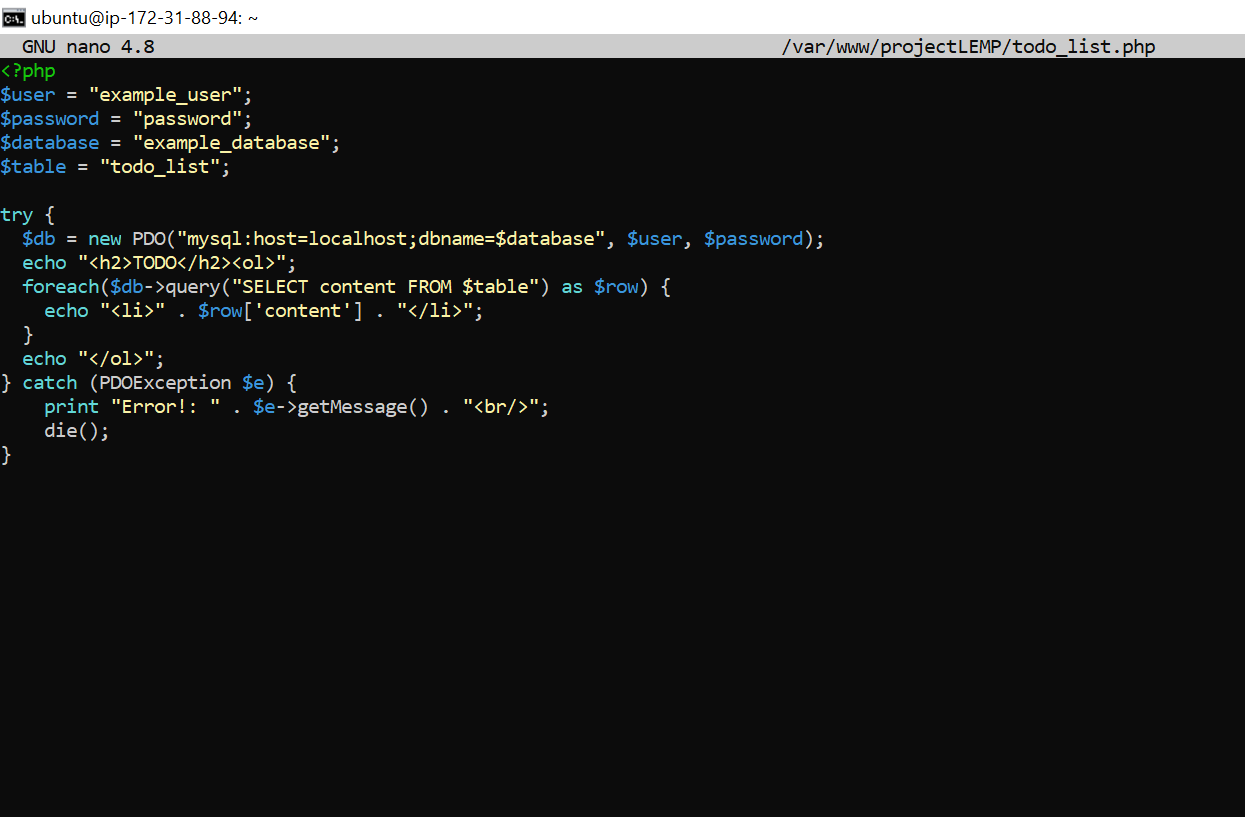 ubuntu@ip-172-31-88-94: ~
GNU nano 4.8 /var/www/projectLEMP/todo_list.php
<?php
$user = "example_user";
$password = "password";
$database = "example_database";
$table = "todo_list";

try {
  $db = new PDO("mysql:host=localhost;dbname=$database", $user, $password);
  echo "<h2>TODO</h2><ol>";
  foreach($db->query("SELECT content FROM $table") as $row) {
    echo "<li>" . $row['content'] . "</li>";
  }
  echo "</ol>";
} catch (PDOException $e) {
    print "Error!: " . $e->getMessage() . "<br/>";
    die();
}